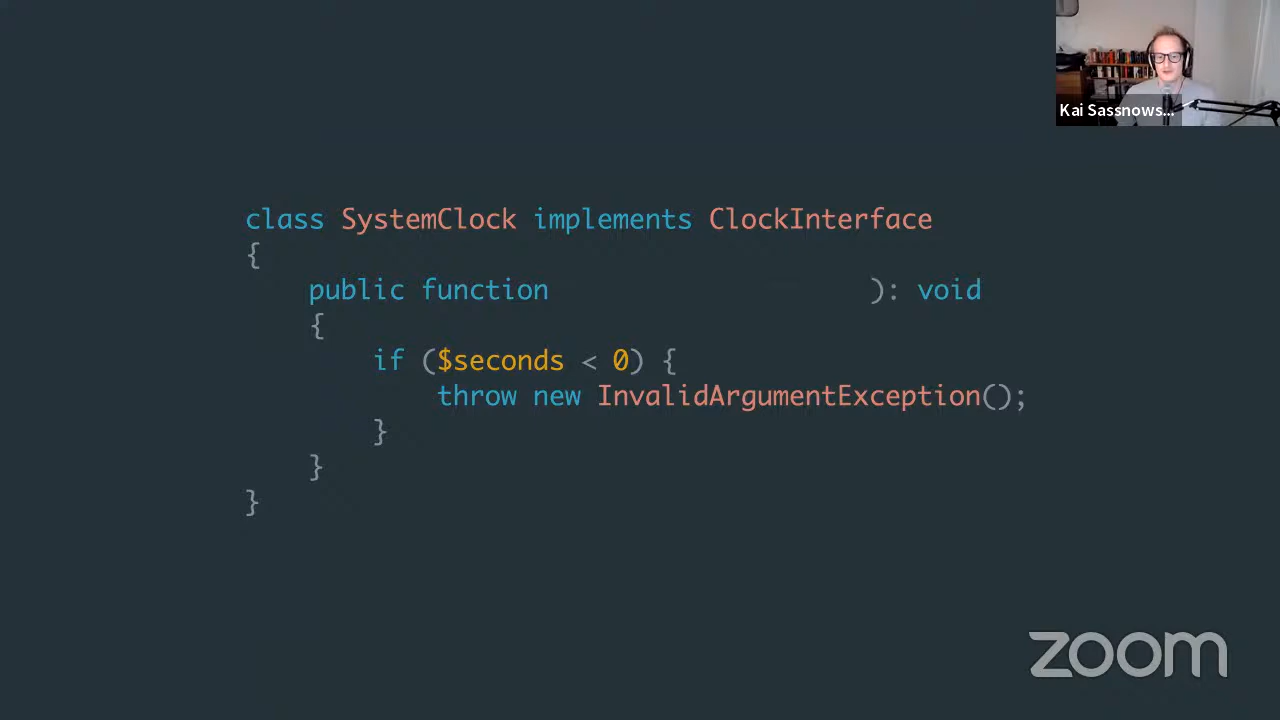 Kai Sassnows...
class SystemClock implements ClockInterface
{
public function ): void
{
if ($seconds < 0) {
throw new InvalidArgumentException();
}
}
}
zoom